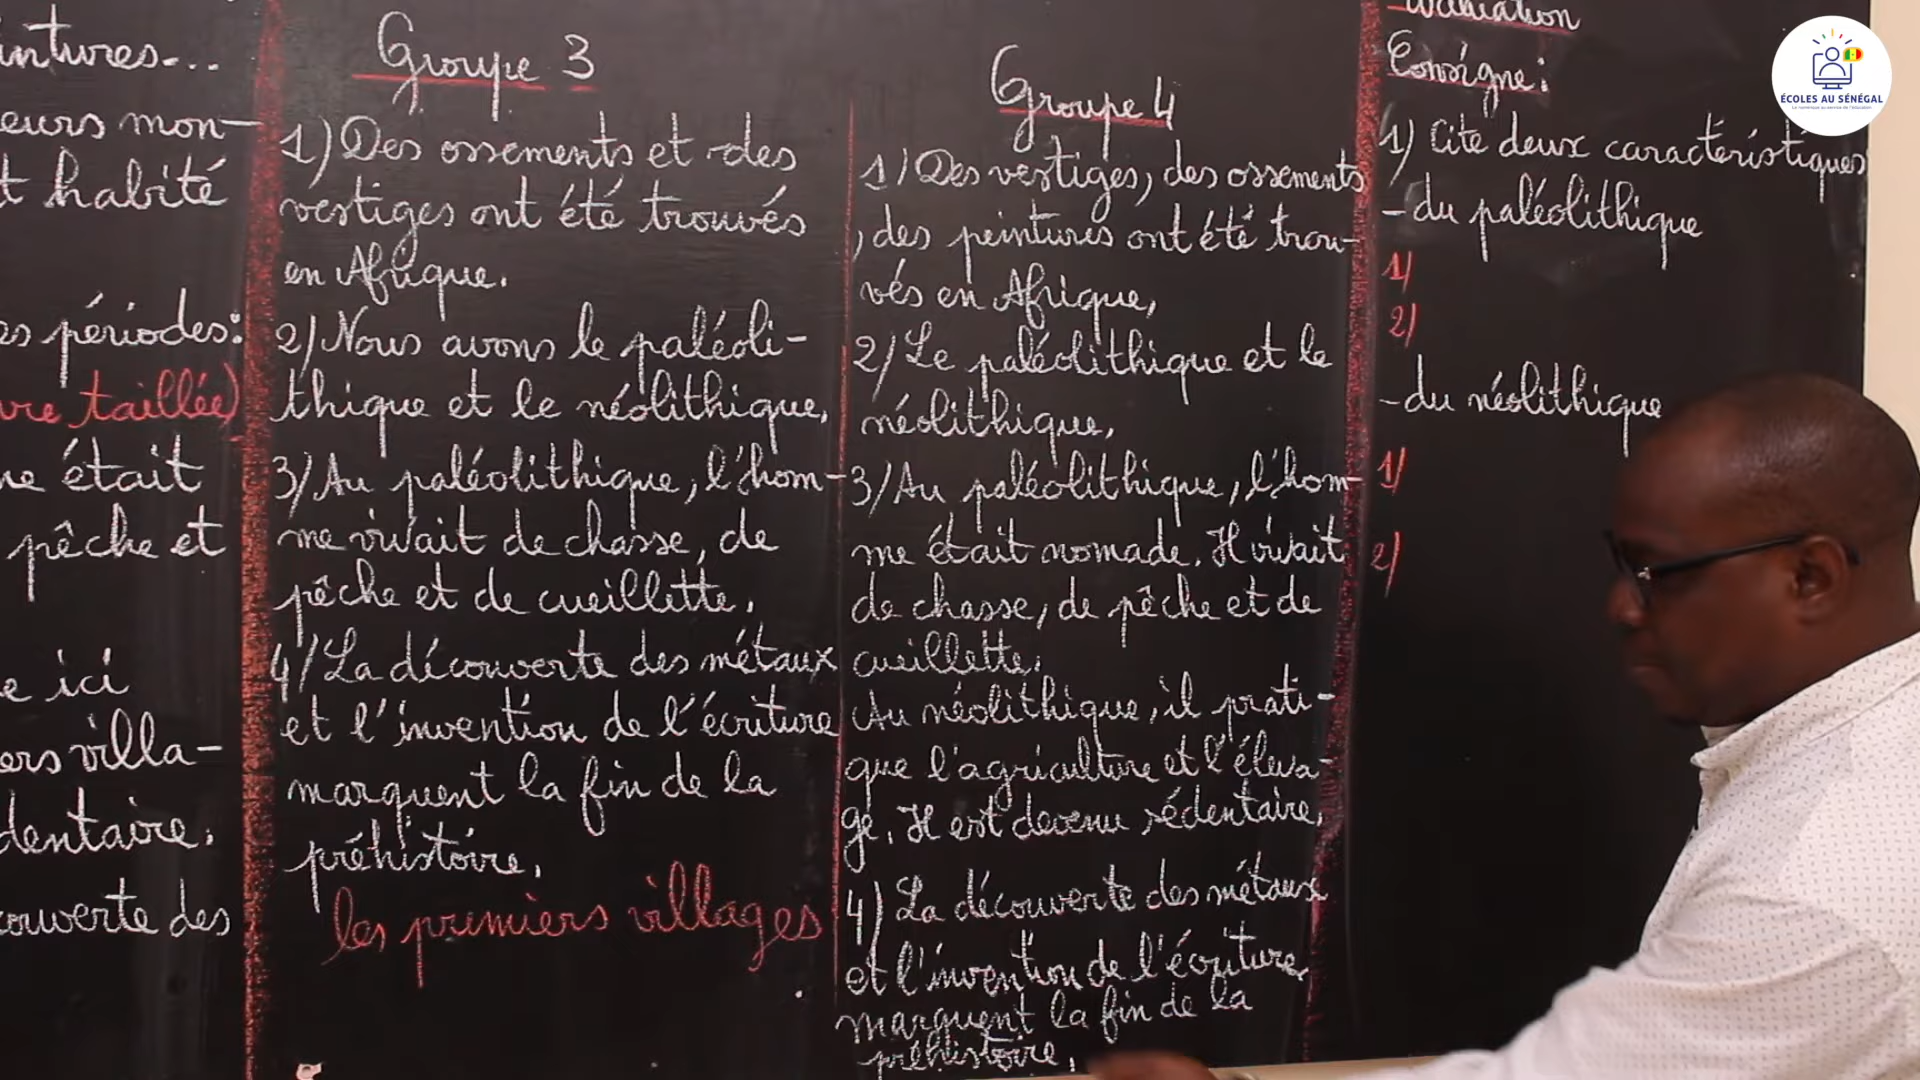 intures...
eurs mon-
t habité
es périodes:
vre taillée)
ne était
pêche et
e ici
ers villa-
dentaire.
couverte des
Groupe 3
1) Des ossements et des
vestiges ont été trouvés
en Afrique.
2) Nous avons le paléoli-
thique et le néolithique.
3) Au paléolithique, l'hom-
me vivait de chasse, de
pêche et de cueillette.
4) La découverte des métaux
et l'invention de l'écriture
marquent la fin de la
préhistoire.
les premiers villages
Groupe 4
1) Des vestiges, des ossements
, des peintures ont été trou-
vés en Afrique.
2) Le paléolithique et le
néolithique.
3) Au paléolithique, l'hom-
me était nomade. Il vivait
de chasse, de pêche et de
cueillette.
Au néolithique, il prati-
que l'agriculture et l'éleva-
ge. Il est devenu sédentaire.
4) La découverte des métaux
et l'invention de l'écriture
marquent la fin de la
préhistoire.
Evaluation
Consigne:
1) Cite deux caractéristiques
- du paléolithique
1)
2)
- du néolithique
1)
2)
ÉCOLES AU SÉNÉGAL